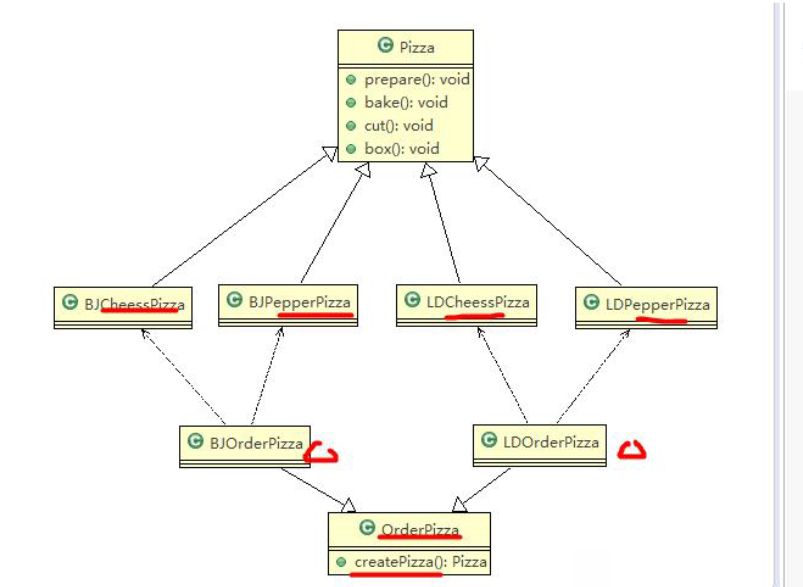 Pizza
prepare(): void
bake(): void
cut(): void
box(): void
BJCheessPizza
BJPepperPizza
LDCheessPizza
LDPepperPizza
BJOrderPizza
LDOrderPizza
OrderPizza
createPizza(): Pizza